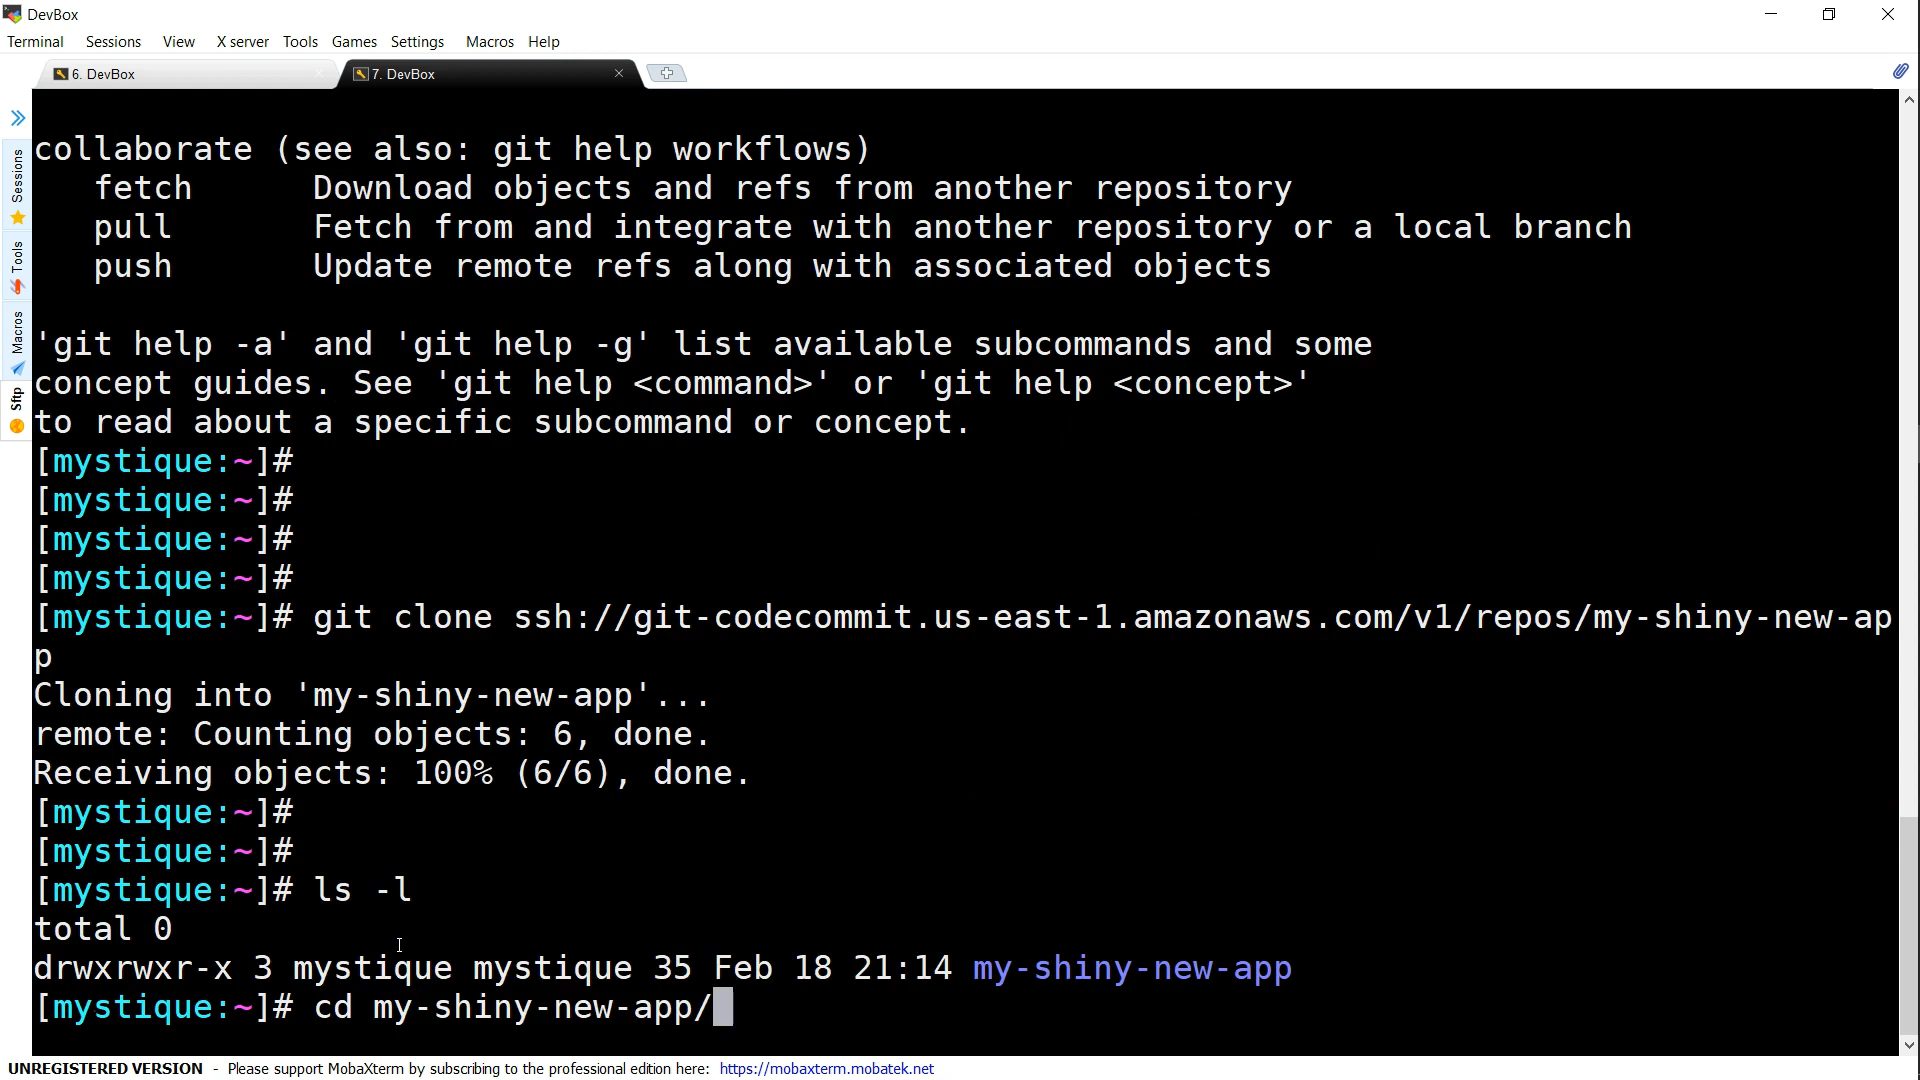 DevBox
Terminal Sessions View X server Tools Games Settings Macros Help
6. DevBox 7. DevBox
Sessions
Tools
Macros
Sftp
collaborate (see also: git help workflows)
   fetch      Download objects and refs from another repository
   pull       Fetch from and integrate with another repository or a local branch
   push       Update remote refs along with associated objects
'git help -a' and 'git help -g' list available subcommands and some
concept guides. See 'git help <command>' or 'git help <concept>'
to read about a specific subcommand or concept.
[mystique:~]#
[mystique:~]#
[mystique:~]#
[mystique:~]#
[mystique:~]# git clone ssh://git-codecommit.us-east-1.amazonaws.com/v1/repos/my-shiny-new-ap
p
Cloning into 'my-shiny-new-app'...
remote: Counting objects: 6, done.
Receiving objects: 100% (6/6), done.
[mystique:~]#
[mystique:~]#
[mystique:~]# ls -l
total 0
drwxrwxr-x 3 mystique mystique 35 Feb 18 21:14 my-shiny-new-app
[mystique:~]# cd my-shiny-new-app/
UNREGISTERED VERSION - Please support MobaXterm by subscribing to the professional edition here: https://mobaxterm.mobatek.net